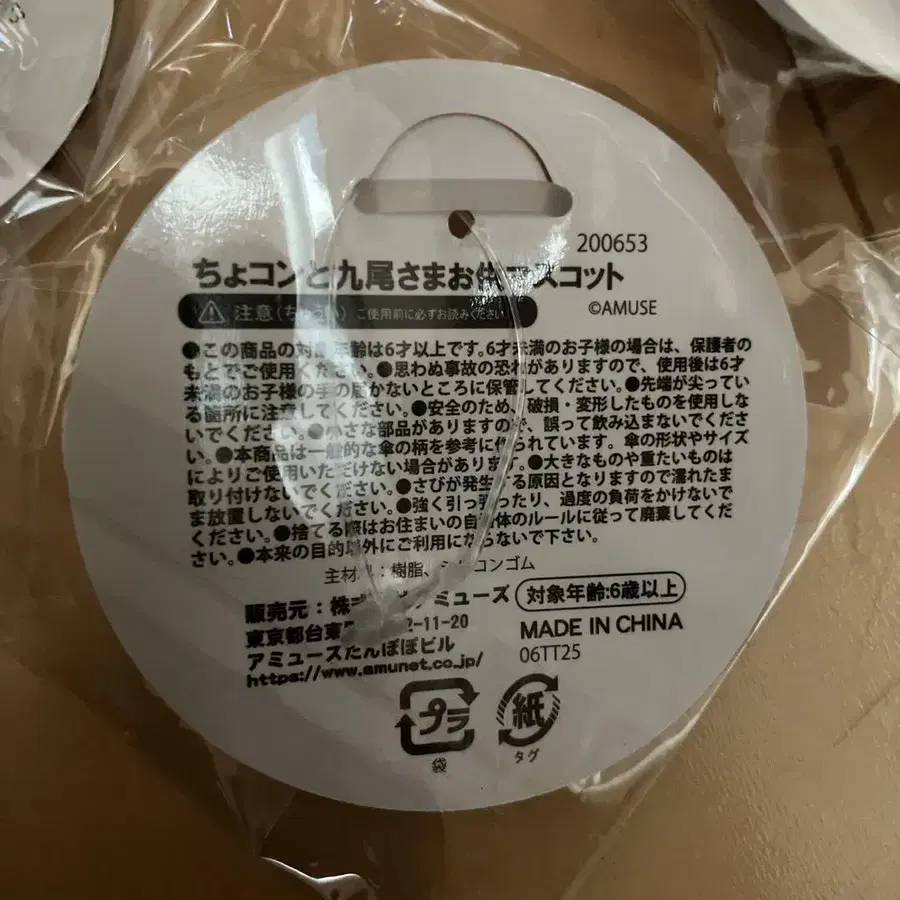 200653
ちょコンと九尾さまお スコット
©AMUSE
注意(ちゅうい) ご使用前に必ずお読みください
●この商品の対象年齢は6才以上です。6才未満のお子様の場合は、保護者の
もとでご使用ください。●思わぬ事故の恐れがありますので、使用後は6才
未満のお子様の手の届かないところに保管してください。●先端が尖ってい
る箇所に注意してください。●安全のため、破損・変形したものを使用しな
いでください。●小さな部品がありますので、誤って飲み込まないでくださ
い。●本商品は一般的な傘の柄を参考に作られています。傘の形状やサイズ
によりご使用いただけない場合があります。●大きなものや重たいものは
取り付けないでください。●さびが発生する原因となりますので濡れたま
ま放置しないでください。●強く引っ張ったり、過度の負荷をかけないで
ください。●捨てる際はお住まいの自治体のルールに従って廃棄してくだ
さい。●本来の目的以外にご利用にならないで下さい。
主材料:樹脂、シリコンゴム
販売元:株式会社アミューズ
対象年齢:6歳以上
東京都台東 2-11-20
アミューズたんぽぽビル
https://www.amunet.co.jp/
MADE IN CHINA
06TT25
プラ
袋
紙
タグ